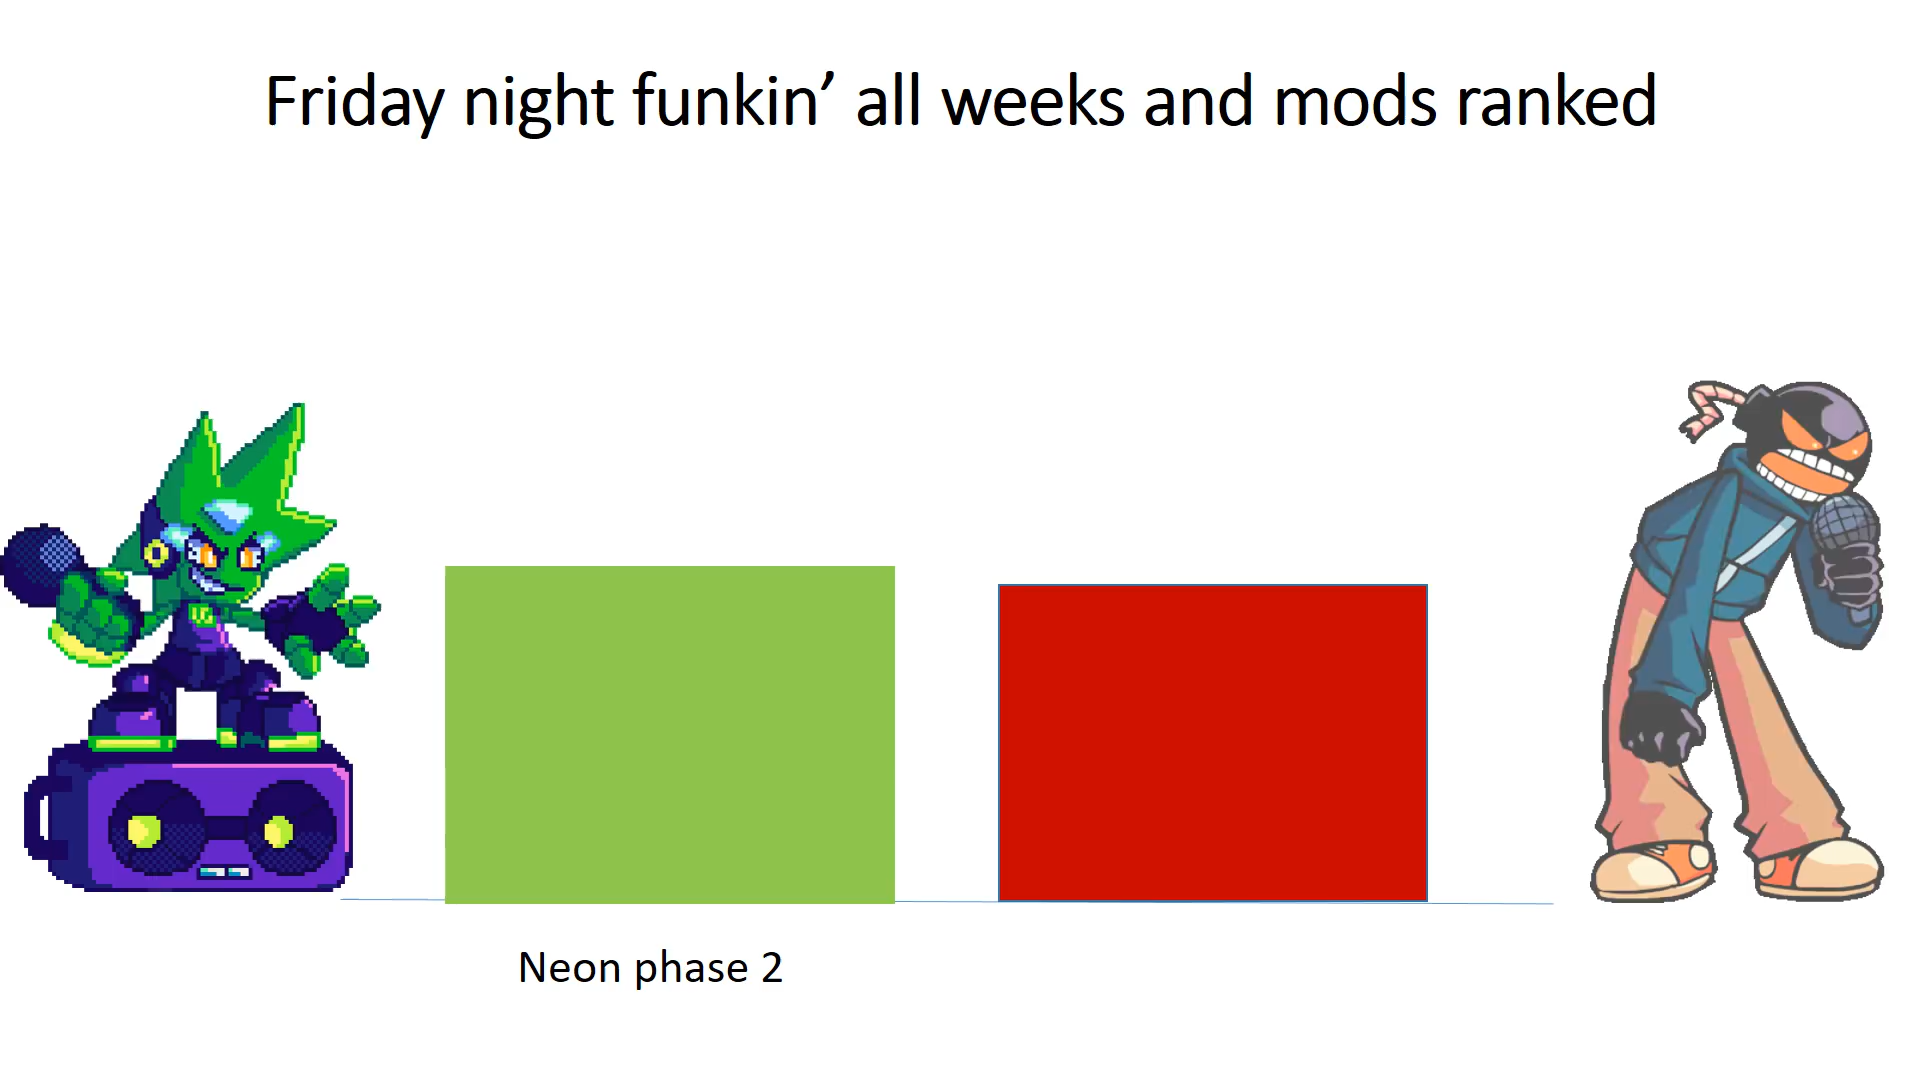 Friday night funkin’ all weeks and mods ranked
Neon phase 2